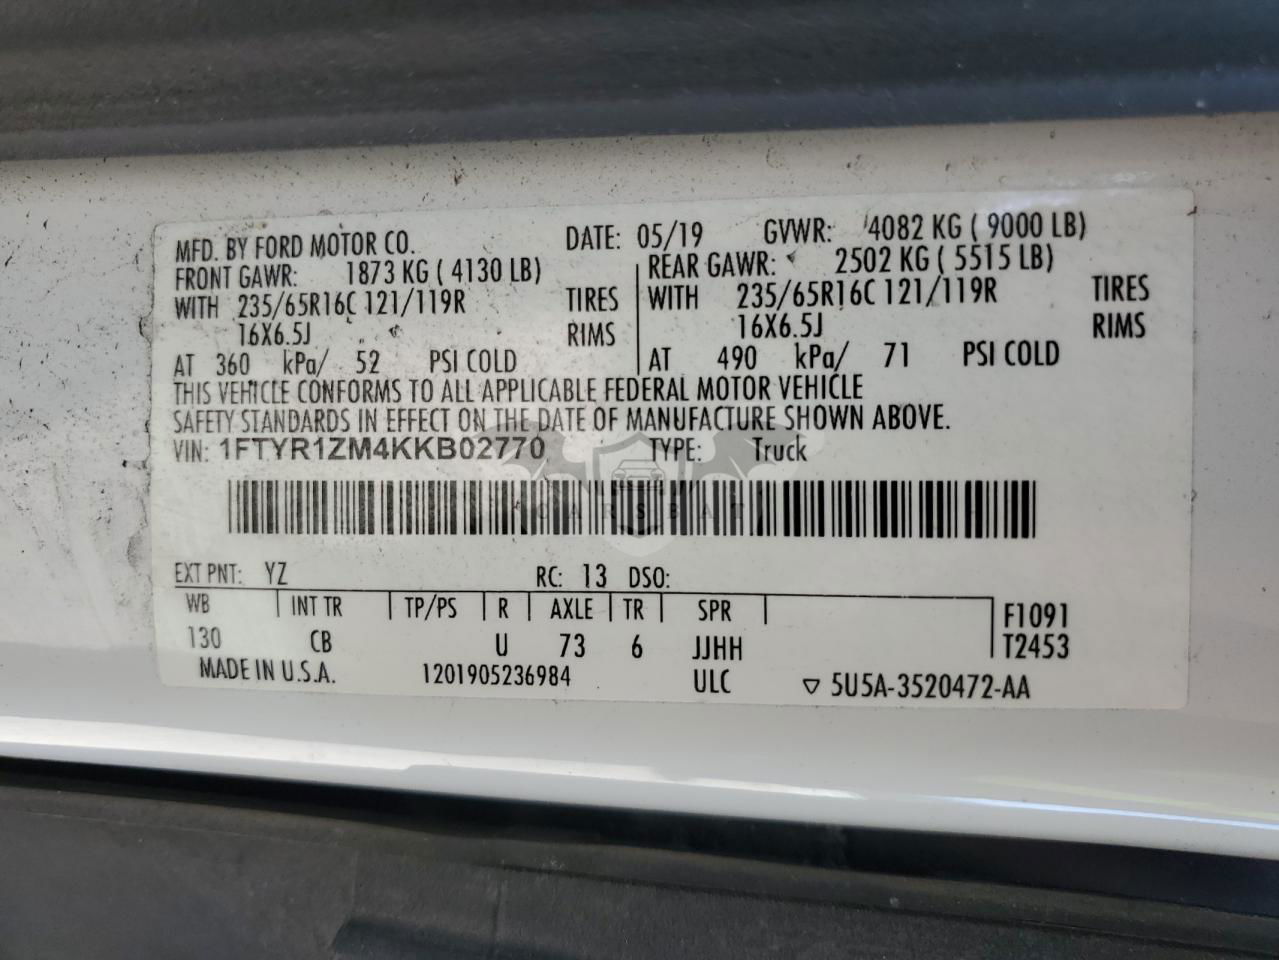 MFD. BY FORD MOTOR CO. DATE: 05/19 GVWR: 4082 KG ( 9000 LB)
FRONT GAWR: 1873 KG ( 4130 LB) REAR GAWR: 2502 KG ( 5515 LB)
WITH 235/65R16C 121/119R TIRES WITH 235/65R16C 121/119R TIRES
16X6.5J RIMS 16X6.5J RIMS
AT 360 kPa/ 52 PSI COLD AT 490 kPa/ 71 PSI COLD
THIS VEHICLE CONFORMS TO ALL APPLICABLE FEDERAL MOTOR VEHICLE
SAFETY STANDARDS IN EFFECT ON THE DATE OF MANUFACTURE SHOWN ABOVE.
VIN: 1FTYR1ZM4KKB02770 TYPE: Truck
CARSBAT
EXT PNT: YZ RC: 13 DSO:
WB INT TR TP/PS R AXLE TR SPR F1091
130 CB U 73 6 JJHH T2453
MADE IN U.S.A. 1201905236984 ULC ▽ 5U5A-3520472-AA